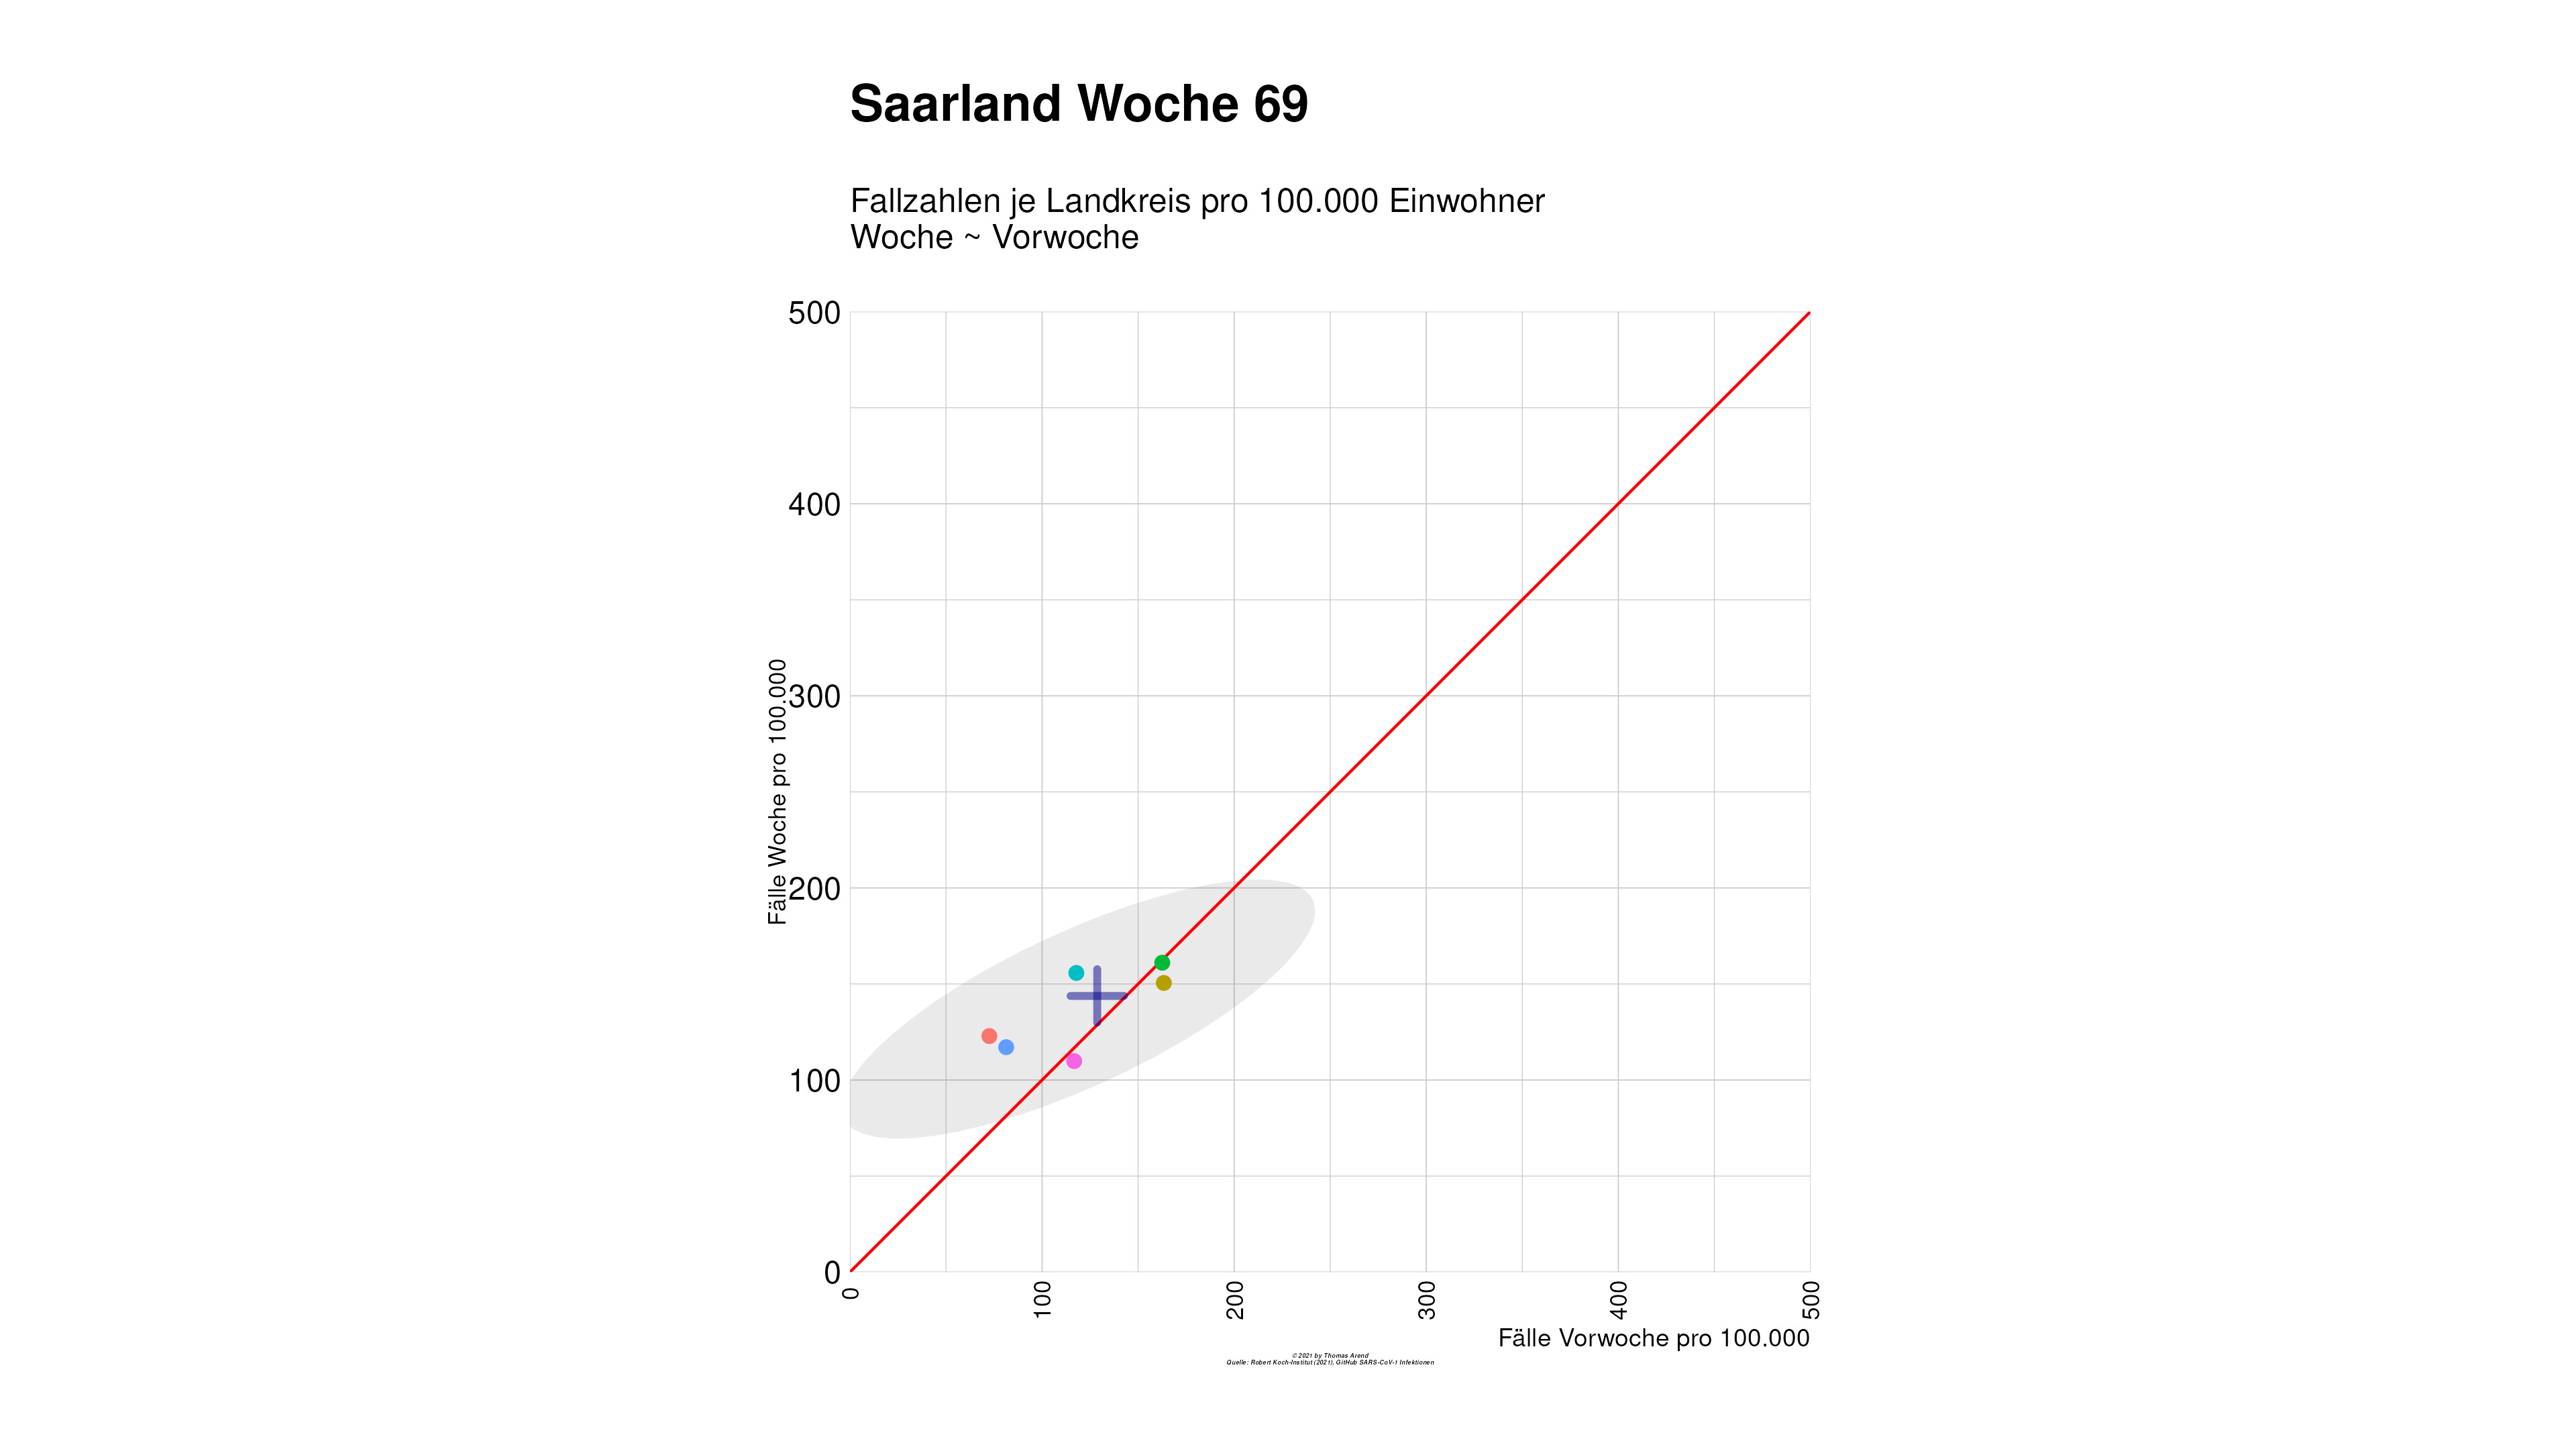 Saarland Woche 69
Fallzahlen je Landkreis pro 100.000 Einwohner
Woche ~ Vorwoche
500
400
300
200
100
0
Fälle Woche pro 100.000
0
100
200
300
400
500
Fälle Vorwoche pro 100.000
© 2021 by Thomas Arend
Quelle: Robert Koch-Institut (2021), GitHub SARS-CoV-1 Infektionen